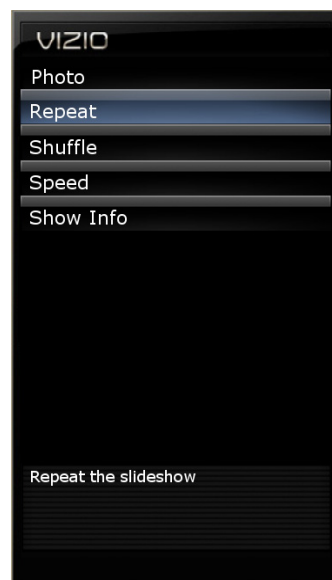 VIZIO
Photo
Repeat
Shuffle
Speed
Show Info
Repeat the slideshow